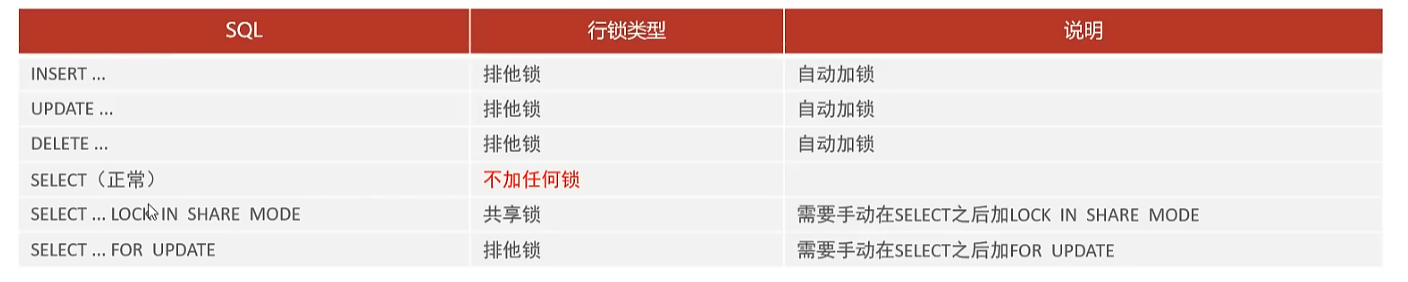 SQL 行锁类型 说明
INSERT ... 排他锁 自动加锁
UPDATE ... 排他锁 自动加锁
DELETE ... 排他锁 自动加锁
SELECT（正常） 不加任何锁
SELECT ... LOCK IN SHARE MODE 共享锁 需要手动在SELECT之后加LOCK IN SHARE MODE
SELECT ... FOR UPDATE 排他锁 需要手动在SELECT之后加FOR UPDATE